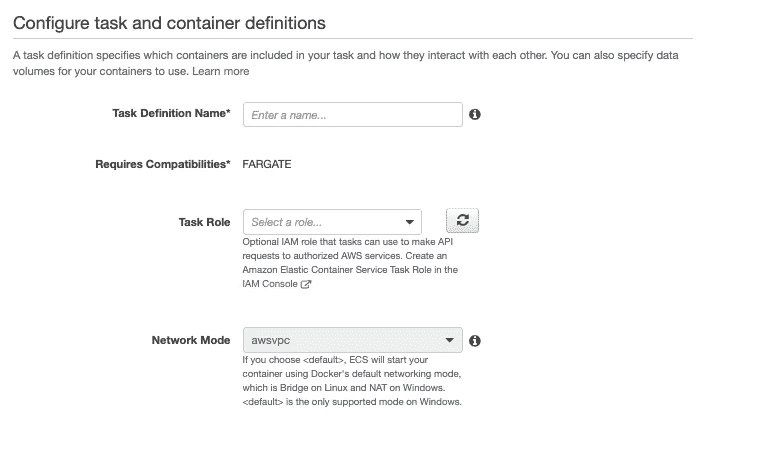 Configure task and container definitions
A task definition specifies which containers are included in your task and how they interact with each other. You can also specify data
volumes for your containers to use. Learn more
Task Definition Name* Enter a name...
Requires Compatibilities* FARGATE
Task Role Select a role...
Optional IAM role that tasks can use to make API
requests to authorized AWS services. Create an
Amazon Elastic Container Service Task Role in the
IAM Console
Network Mode awsvpc
If you choose <default>, ECS will start your
container using Docker's default networking mode,
which is Bridge on Linux and NAT on Windows.
<default> is the only supported mode on Windows.